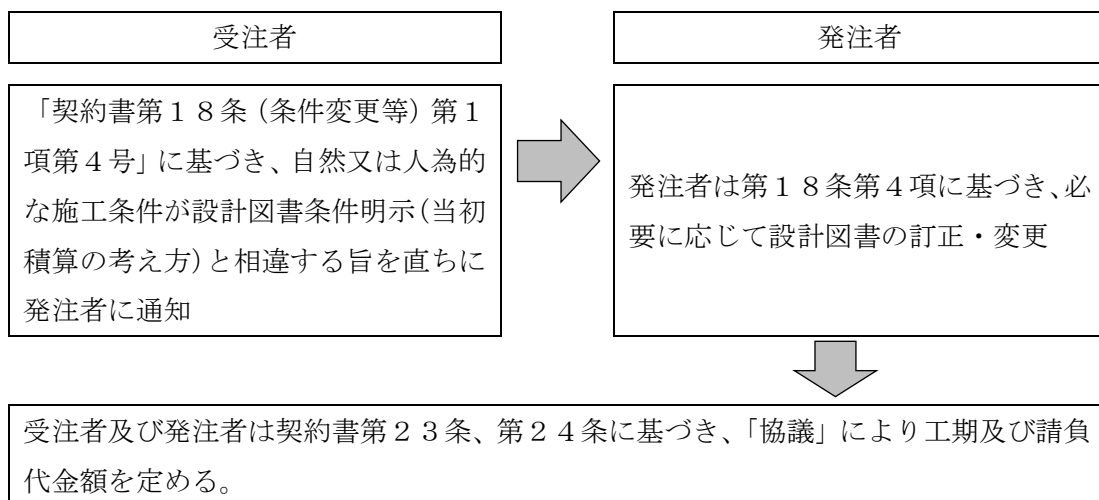 受注者
発注者
「契約書第１８条（条件変更等）第１
項第４号」に基づき、自然又は人為的
な施工条件が設計図書条件明示（当初
積算の考え方）と相違する旨を直ちに
発注者に通知
発注者は第１８条第４項に基づき、必
要に応じて設計図書の訂正・変更
受注者及び発注者は契約書第２３条、第２４条に基づき、「協議」により工期及び請負
代金額を定める。